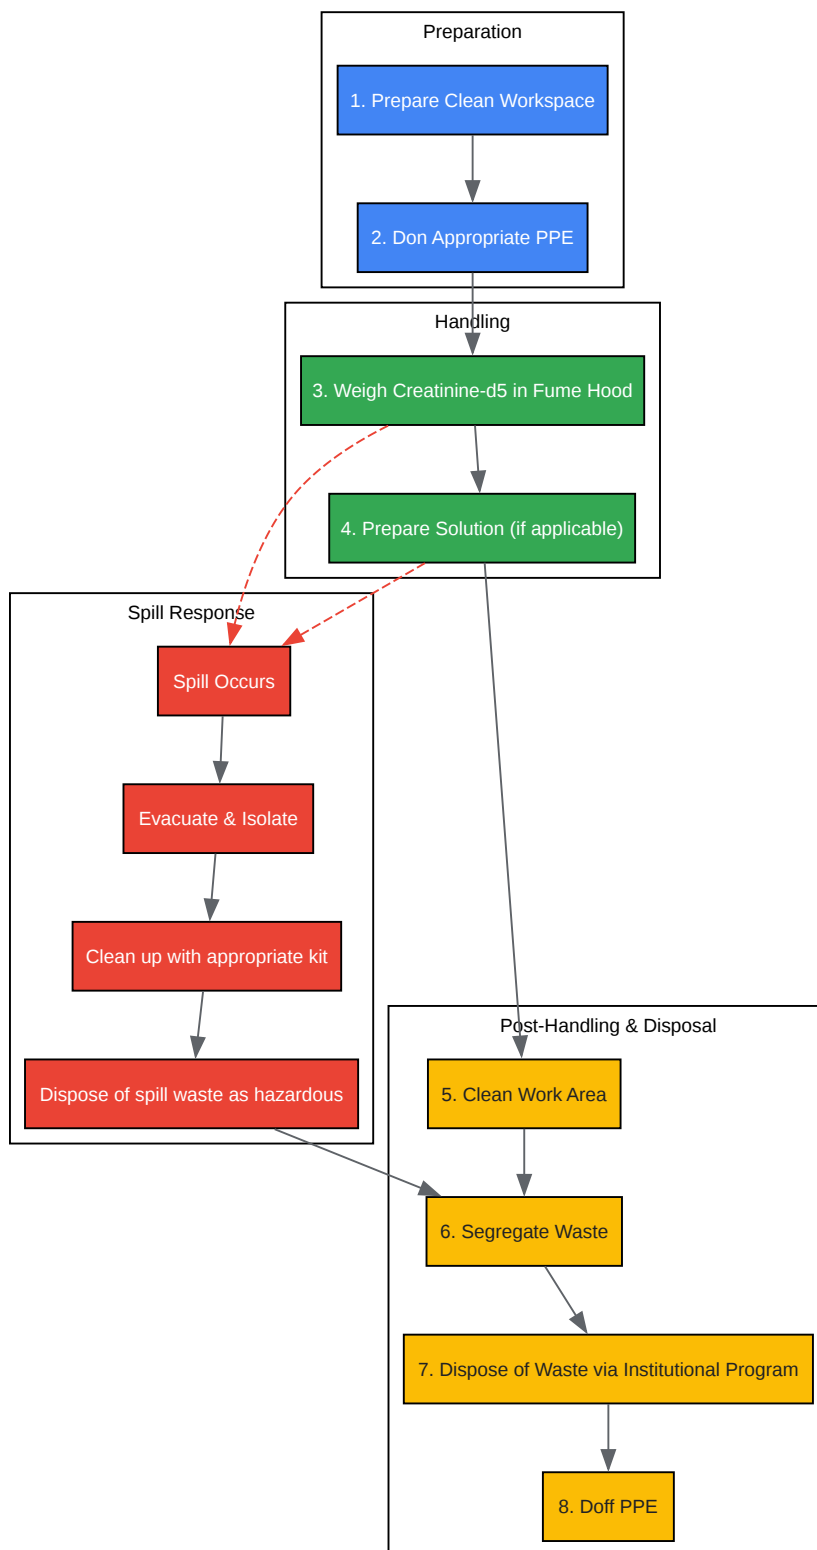 Preparation
1. Prepare Clean Workspace
2. Don Appropriate PPE
Handling
3. Weigh Creatinine-d5 in Fume Hood
4. Prepare Solution (if applicable)
Spill Response
Spill Occurs
Evacuate & Isolate
Clean up with appropriate kit
Dispose of spill waste as hazardous
Post-Handling & Disposal
5. Clean Work Area
6. Segregate Waste
7. Dispose of Waste via Institutional Program
8. Doff PPE